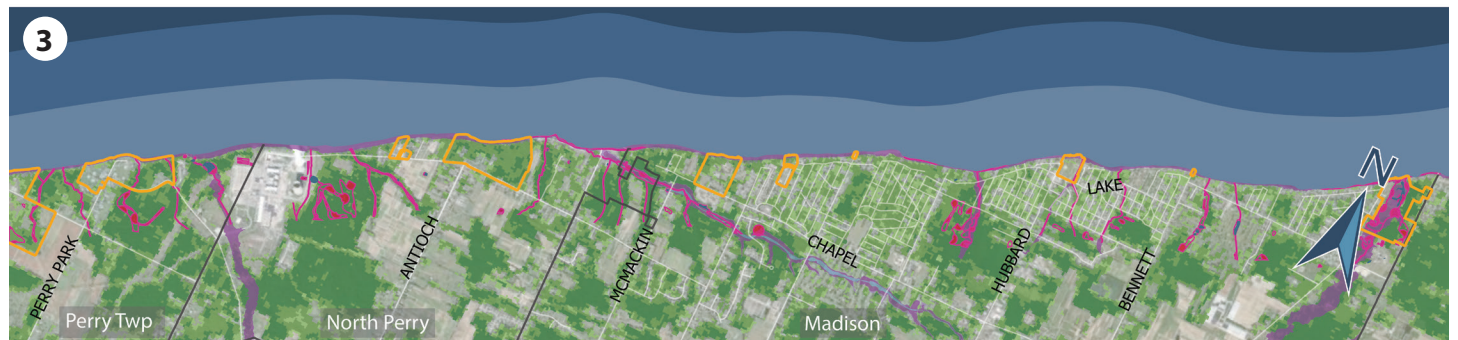 3
N
LAKE
PERRY PARK
ANTIOCH
MCMACKIN
CHAPEL
HUBBARD
BENNETT
Perry Twp
North Perry
Madison